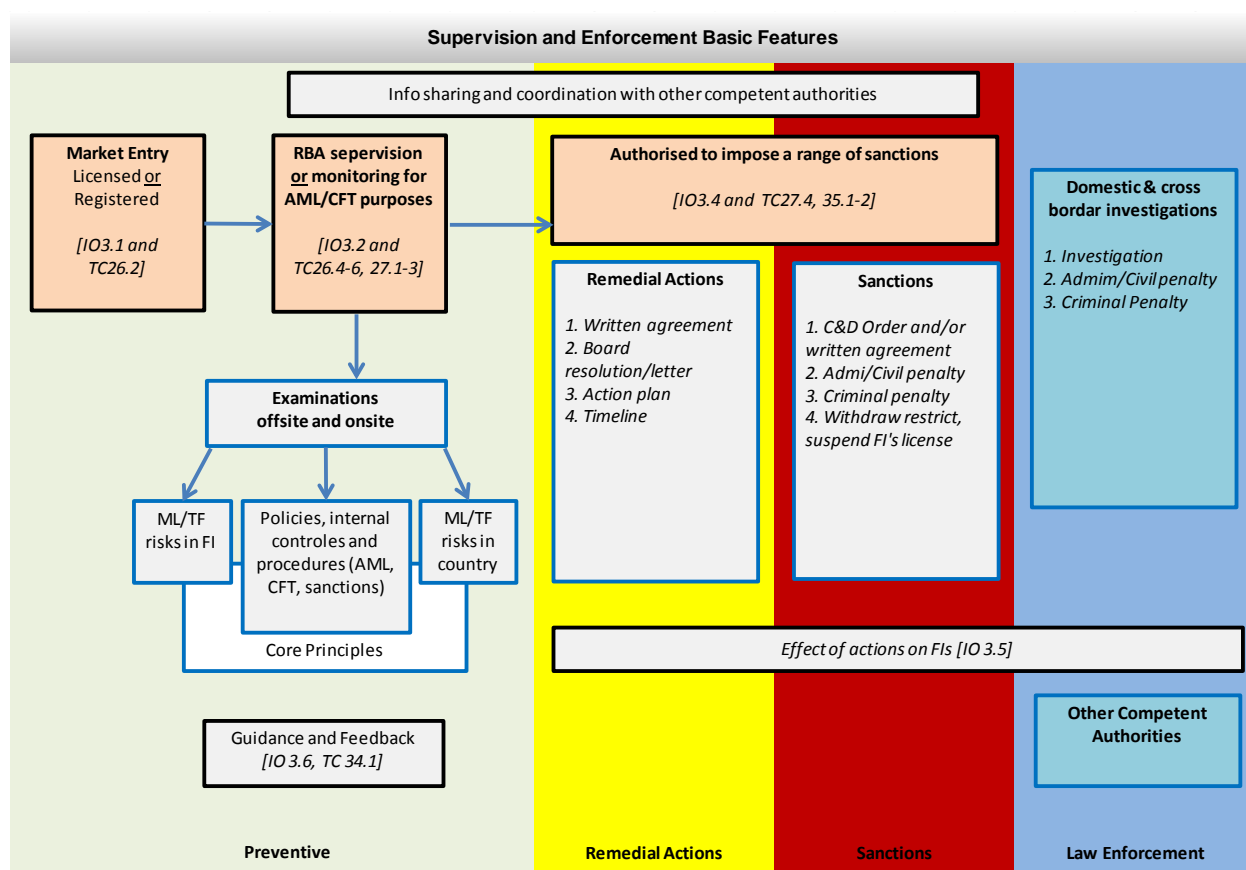 Supervision and Enforcement Basic Features
Info sharing and coordination with other competent authorities
Market Entry
Licensed or
Registered
[IO3.1 and
TC26.2]
RBA sepervision
or monitoring for
AML/CFT purposes
[IO3.2 and
TC26.4-6, 27.1-3]
Authorised to impose a range of sanctions
[IO3.4 and TC27.4, 35.1-2]
Domestic & cross
bordar investigations
1. Investigation
2. Admim/Civil penalty
3. Criminal Penalty
Remedial Actions
1. Written agreement
2. Board
resolution/letter
3. Action plan
4. Timeline
Sanctions
1. C&D Order and/or
written agreement
2. Admi/Civil penalty
3. Criminal penalty
4. Withdraw restrict,
suspend FI's license
Examinations
offsite and onsite
ML/TF
risks in FI
Policies, internal
controles and
procedures (AML,
CFT, sanctions)
ML/TF
risks in
country
Core Principles
Effect of actions on FIs [IO 3.5]
Guidance and Feedback
[IO 3.6, TC 34.1]
Other Competent
Authorities
Preventive
Remedial Actions
Sanctions
Law Enforcement